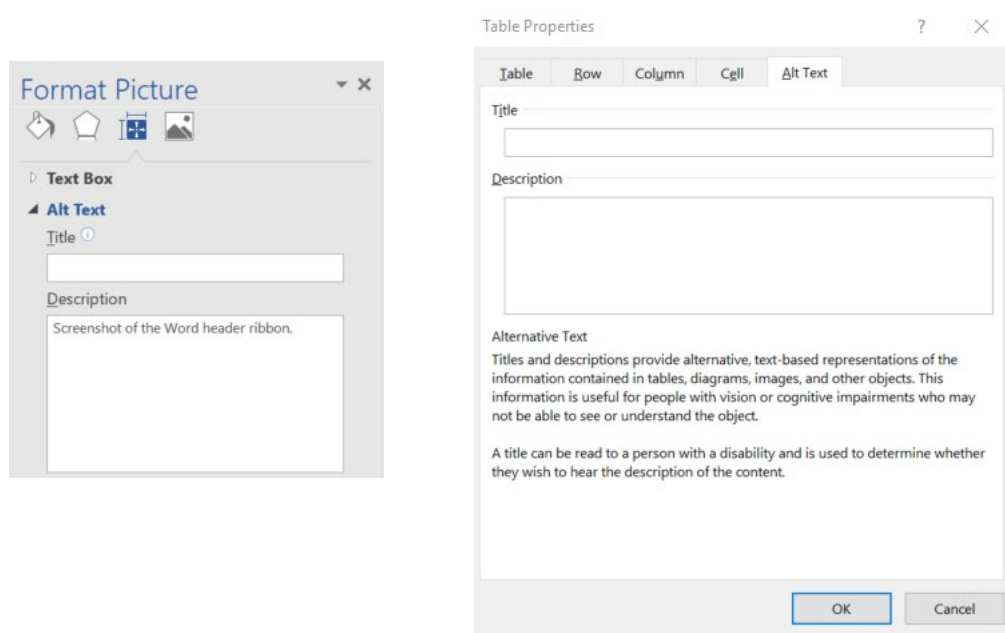 Format Picture
Text Box
Alt Text
Title
Description
Screenshot of the Word header ribbon.
Table Properties
Table Row Column Cell Alt Text
Title
Description
Alternative Text
Titles and descriptions provide alternative, text-based representations of the
information contained in tables, diagrams, images, and other objects. This
information is useful for people with vision or cognitive impairments who may
not be able to see or understand the object.
A title can be read to a person with a disability and is used to determine whether
they wish to hear the description of the content.
OK Cancel